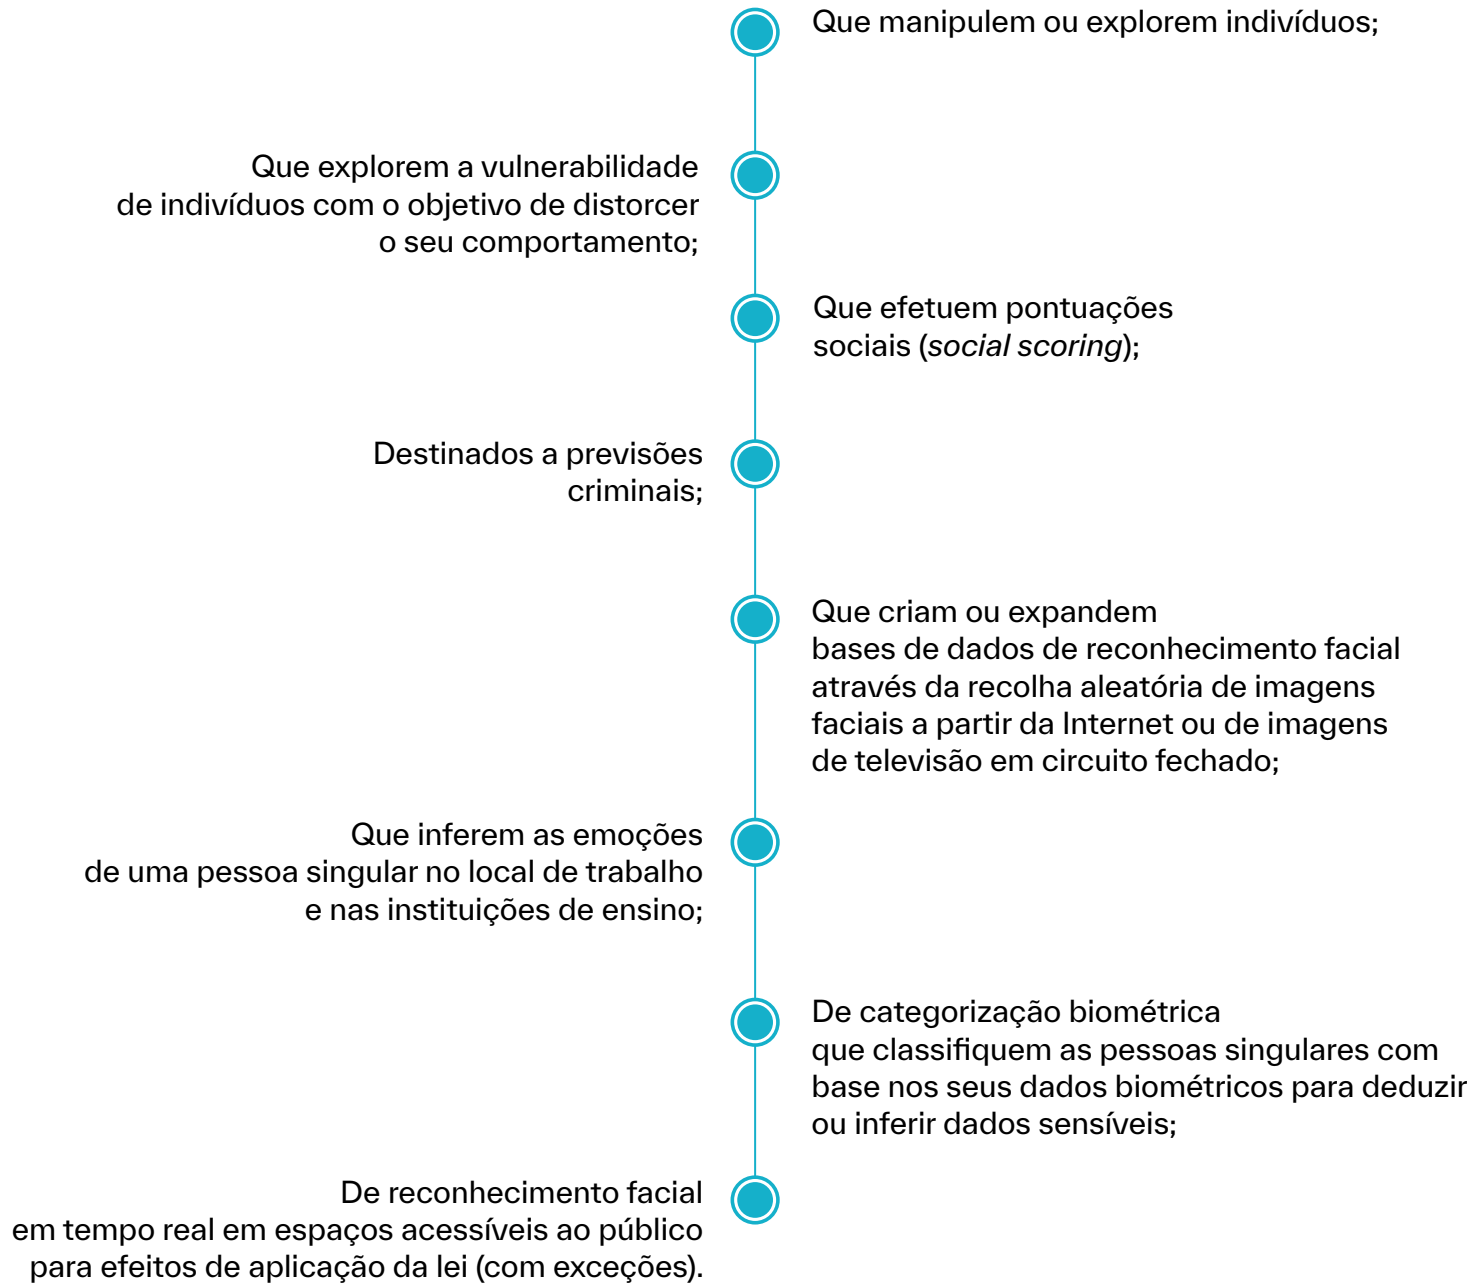 Que manipulem ou explorem indivíduos;
Que explorem a vulnerabilidade
de indivíduos com o objetivo de distorcer
o seu comportamento;
Que efetuem pontuações
sociais (social scoring);
Destinados a previsões
criminais;
Que criam ou expandem
bases de dados de reconhecimento facial
através da recolha aleatória de imagens
faciais a partir da Internet ou de imagens
de televisão em circuito fechado;
Que inferem as emoções
de uma pessoa singular no local de trabalho
e nas instituições de ensino;
De categorização biométrica
que classifiquem as pessoas singulares com
base nos seus dados biométricos para deduzir
ou inferir dados sensíveis;
De reconhecimento facial
em tempo real em espaços acessíveis ao público
para efeitos de aplicação da lei (com exceções).